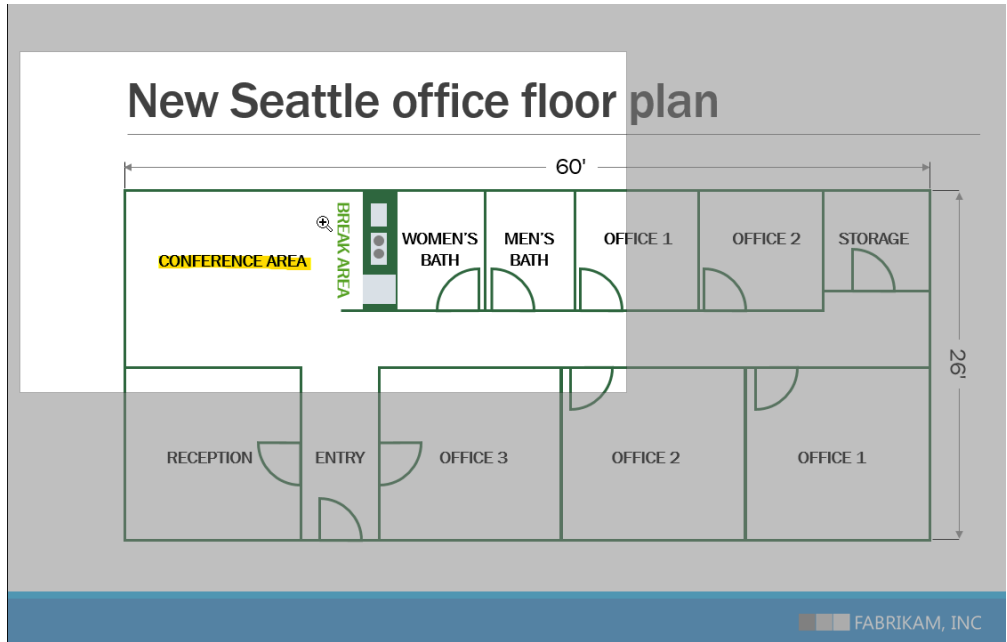 New Seattle office floor plan
60'
CONFERENCE AREA
BREAK AREA
WOMEN'S
BATH
MEN'S
BATH
OFFICE 1
OFFICE 2
STORAGE
26'
RECEPTION
ENTRY
OFFICE 3
OFFICE 2
OFFICE 1
FABRIKAM, INC